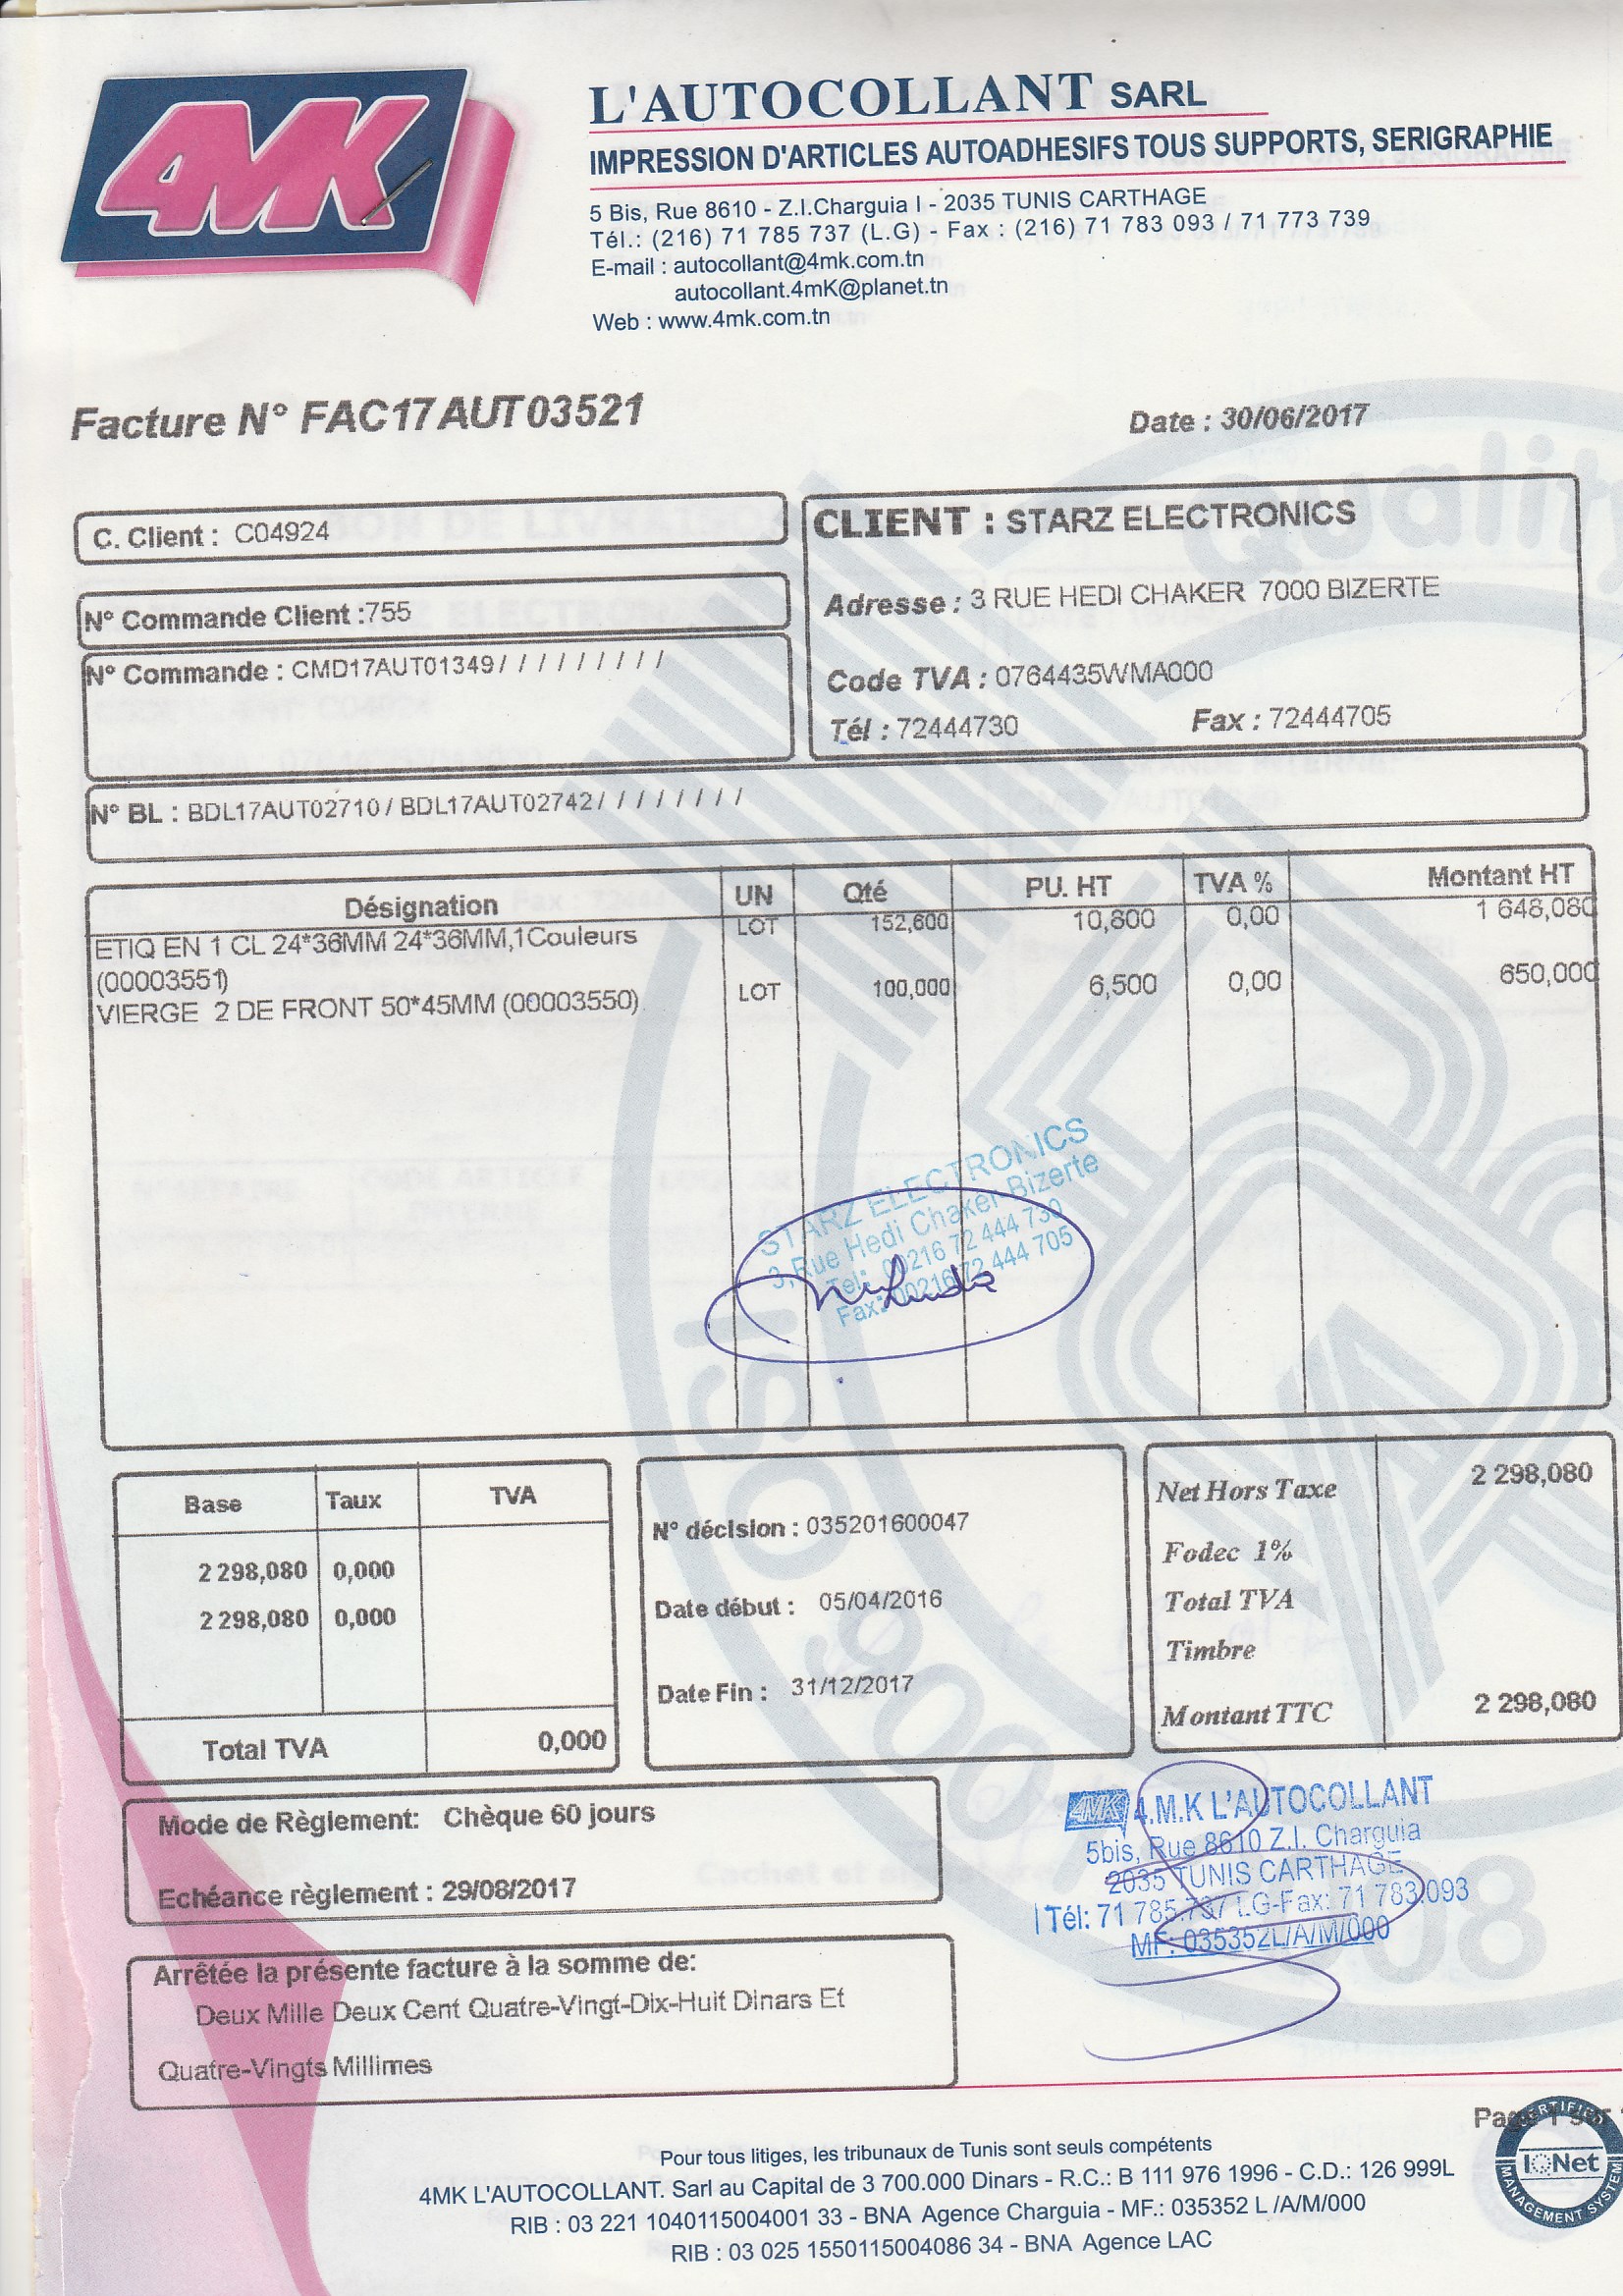 4MK
L'AUTOCOLLANT SARL
IMPRESSION D'ARTICLES AUTOADHESIFS TOUS SUPPORTS, SERIGRAPHIE
5 Bis, Rue 8610 - Z.I.Charguia I - 2035 TUNIS CARTHAGE
Tél.: (216) 71 785 737 (L.G) - Fax : (216) 71 783 093 / 71 773 739
E-mail : autocollant@4mk.com.tn
autocollant.4mK@planet.tn
Web : www.4mk.com.tn
Facture N° FAC17AUT03521
Date : 30/06/2017
C. Client : C04924
CLIENT : STARZ ELECTRONICS
N° Commande Client :755
Adresse : 3 RUE HEDI CHAKER 7000 BIZERTE
N° Commande : CMD17AUT01349/ / / / / / / / /
Code TVA : 0764435WMA000
Tél : 72444730 Fax : 72444705
N° BL : BDL17AUT02710 / BDL17AUT02742 / / / / / / / /
Désignation UN Qté PU. HT TVA % Montant HT
ETIQ EN 1 CL 24*36MM 24*36MM,1Couleurs LOT 152,600 10,800 0,00 1 648,080
(00003551)
VIERGE 2 DE FRONT 50*45MM (00003550) LOT 100,000 6,500 0,00 650,000
STARZ ELECTRONICS
3,Rue Hedi Chaker Bizerte
Tel: 00216 72 444 730
Fax: 00216 72 444 705
Base Taux TVA
2 298,080 0,000
2 298,080 0,000
Total TVA 0,000
N° décision : 035201600047
Date début : 05/04/2016
Date Fin : 31/12/2017
Net Hors Taxe 2 298,080
Fodec 1%
Total TVA
Timbre
Montant TTC 2 298,080
Mode de Règlement: Chèque 60 jours
Echéance règlement : 29/08/2017
4MK 4.M.K L'AUTOCOLLANT
5bis, Rue 8610 Z.I. Charguia
2035 TUNIS CARTHAGE
Tél: 71 785.737 LG-Fax: 71 783.093
MF: 035352L/A/M/000
Arrêtée la présente facture à la somme de:
Deux Mille Deux Cent Quatre-Vingt-Dix-Huit Dinars Et
Quatre-Vingts Millimes
Page 1 sur
CERTIFIED
IQNet
MANAGEMENT SYSTEM
Pour tous litiges, les tribunaux de Tunis sont seuls compétents
4MK L'AUTOCOLLANT. Sarl au Capital de 3 700.000 Dinars - R.C.: B 111 976 1996 - C.D.: 126 999L
RIB : 03 221 1040115004001 33 - BNA Agence Charguia - MF.: 035352 L /A/M/000
RIB : 03 025 1550115004086 34 - BNA Agence LAC